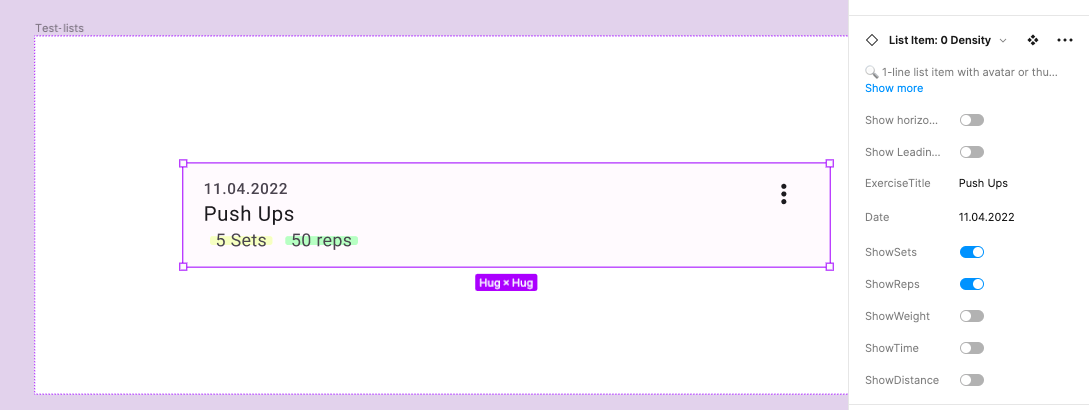 Test-lists
11.04.2022
Push Ups
5 Sets 50 reps
Hug × Hug
List Item: 0 Density
1-line list item with avatar or thu...
Show more
Show horizo...
Show Leadin...
ExerciseTitle Push Ups
Date 11.04.2022
ShowSets
ShowReps
ShowWeight
ShowTime
ShowDistance